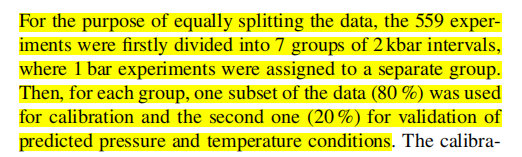 For the purpose of equally splitting the data, the 559 exper-
iments were firstly divided into 7 groups of 2 kbar intervals,
where 1 bar experiments were assigned to a separate group.
Then, for each group, one subset of the data (80 %) was used
for calibration and the second one (20 %) for validation of
predicted pressure and temperature conditions. The calibra-